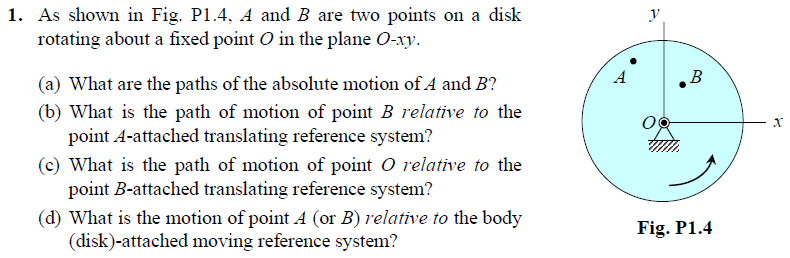 1. As shown in Fig. P1.4, A and B are two points on a disk
rotating about a fixed point O in the plane O-xy.
(a) What are the paths of the absolute motion of A and B?
(b) What is the path of motion of point B relative to the
point A-attached translating reference system?
(c) What is the path of motion of point O relative to the
point B-attached translating reference system?
(d) What is the motion of point A (or B) relative to the body
(disk)-attached moving reference system?
y
A
B
O
x
Fig. P1.4